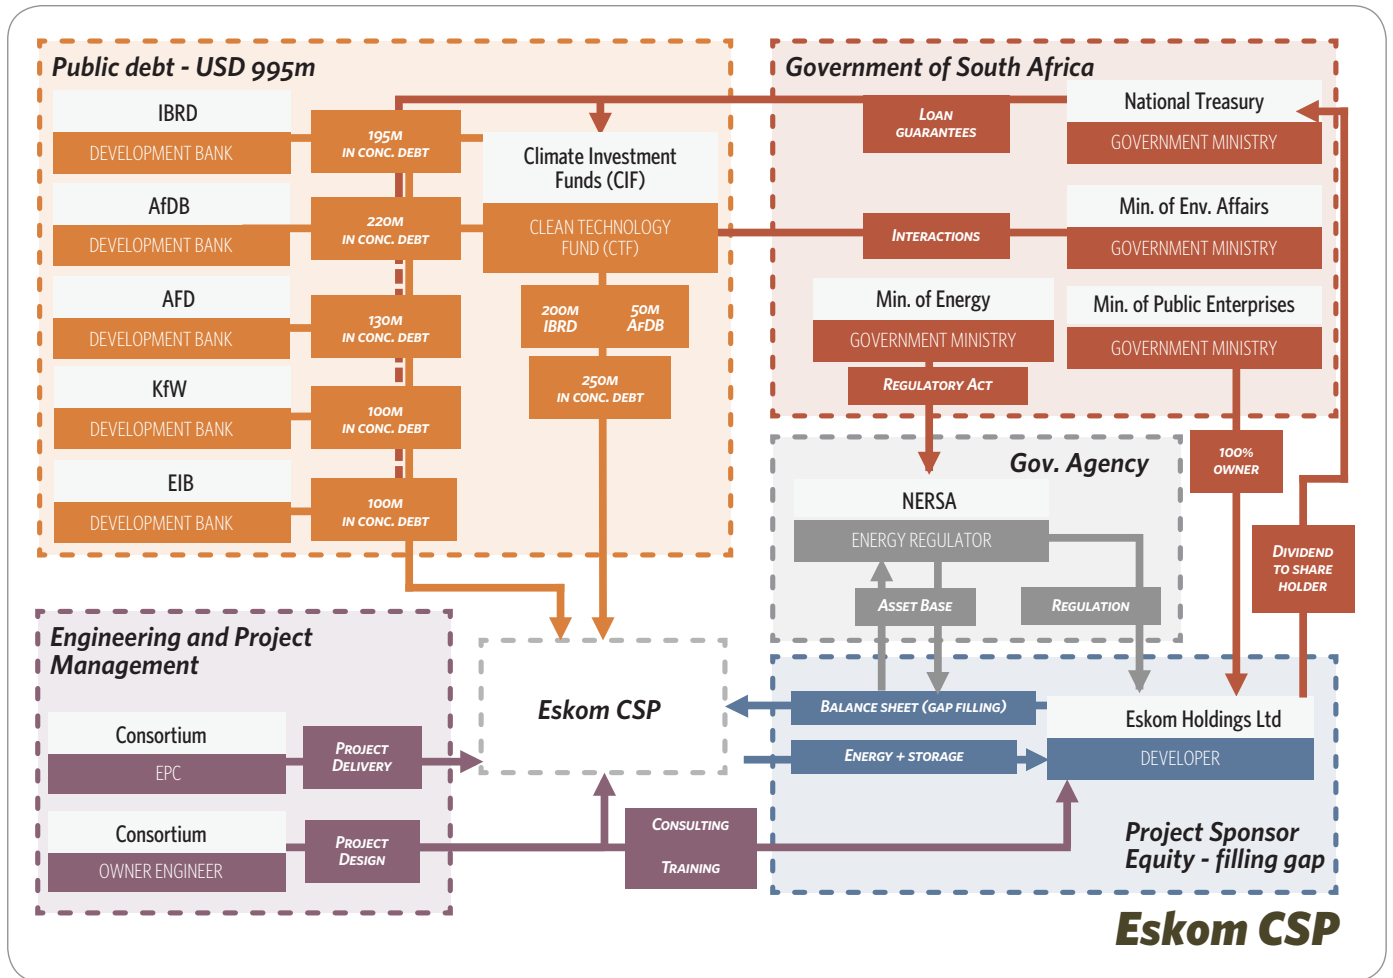 Public debt - USD 995m
IBRD
DEVELOPMENT BANK
195M
IN CONC. DEBT
AfDB
DEVELOPMENT BANK
220M
IN CONC. DEBT
AFD
DEVELOPMENT BANK
130M
IN CONC. DEBT
KfW
DEVELOPMENT BANK
100M
IN CONC. DEBT
EIB
DEVELOPMENT BANK
100M
IN CONC. DEBT
Climate Investment
Funds (CIF)
CLEAN TECHNOLOGY
FUND (CTF)
200M
IBRD
50M
AFDB
250M
IN CONC. DEBT
Government of South Africa
LOAN
GUARANTEES
National Treasury
GOVERNMENT MINISTRY
INTERACTIONS
Min. of Env. Affairs
GOVERNMENT MINISTRY
Min. of Energy
GOVERNMENT MINISTRY
REGULATORY ACT
Min. of Public Enterprises
GOVERNMENT MINISTRY
100%
OWNER
DIVIDEND
TO SHARE
HOLDER
Gov. Agency
NERSA
ENERGY REGULATOR
ASSET BASE
REGULATION
Engineering and Project
Management
Consortium
EPC
PROJECT
DELIVERY
Consortium
OWNER ENGINEER
PROJECT
DESIGN
Eskom CSP
CONSULTING
TRAINING
BALANCE SHEET (GAP FILLING)
ENERGY + STORAGE
Eskom Holdings Ltd
DEVELOPER
Project Sponsor
Equity - filling gap
Eskom CSP